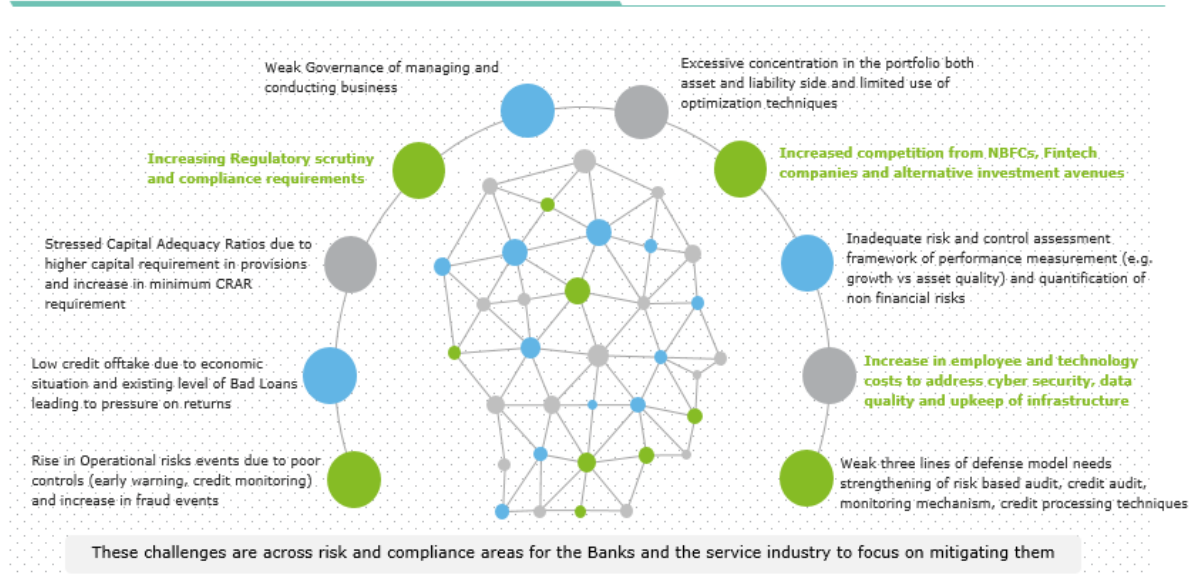 Weak Governance of managing and
conducting business
Excessive concentration in the portfolio both
asset and liability side and limited use of
optimization techniques
Increasing Regulatory scrutiny
and compliance requirements
Increased competition from NBFCs, Fintech
companies and alternative investment avenues
Stressed Capital Adequacy Ratios due to
higher capital requirement in provisions
and increase in minimum CRAR
requirement
Inadequate risk and control assessment
framework of performance measurement (e.g.
growth vs asset quality) and quantification of
non financial risks
Low credit offtake due to economic
situation and existing level of Bad Loans
leading to pressure on returns
Increase in employee and technology
costs to address cyber security, data
quality and upkeep of infrastructure
Rise in Operational risks events due to poor
controls (early warning, credit monitoring)
and increase in fraud events
Weak three lines of defense model needs
strengthening of risk based audit, credit audit,
monitoring mechanism, credit processing techniques
These challenges are across risk and compliance areas for the Banks and the service industry to focus on mitigating them